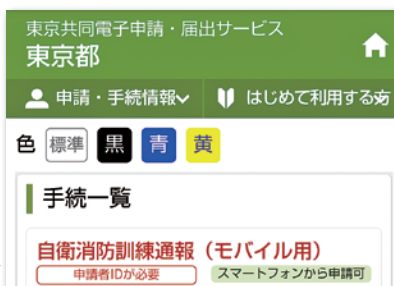 東京共同電子申請・届出サービス
東京都
申請・手続情報 はじめて利用する方
色 標準 黒 青 黄
手続一覧
自衛消防訓練通報（モバイル用）
申請者IDが必要 スマートフォンから申請可